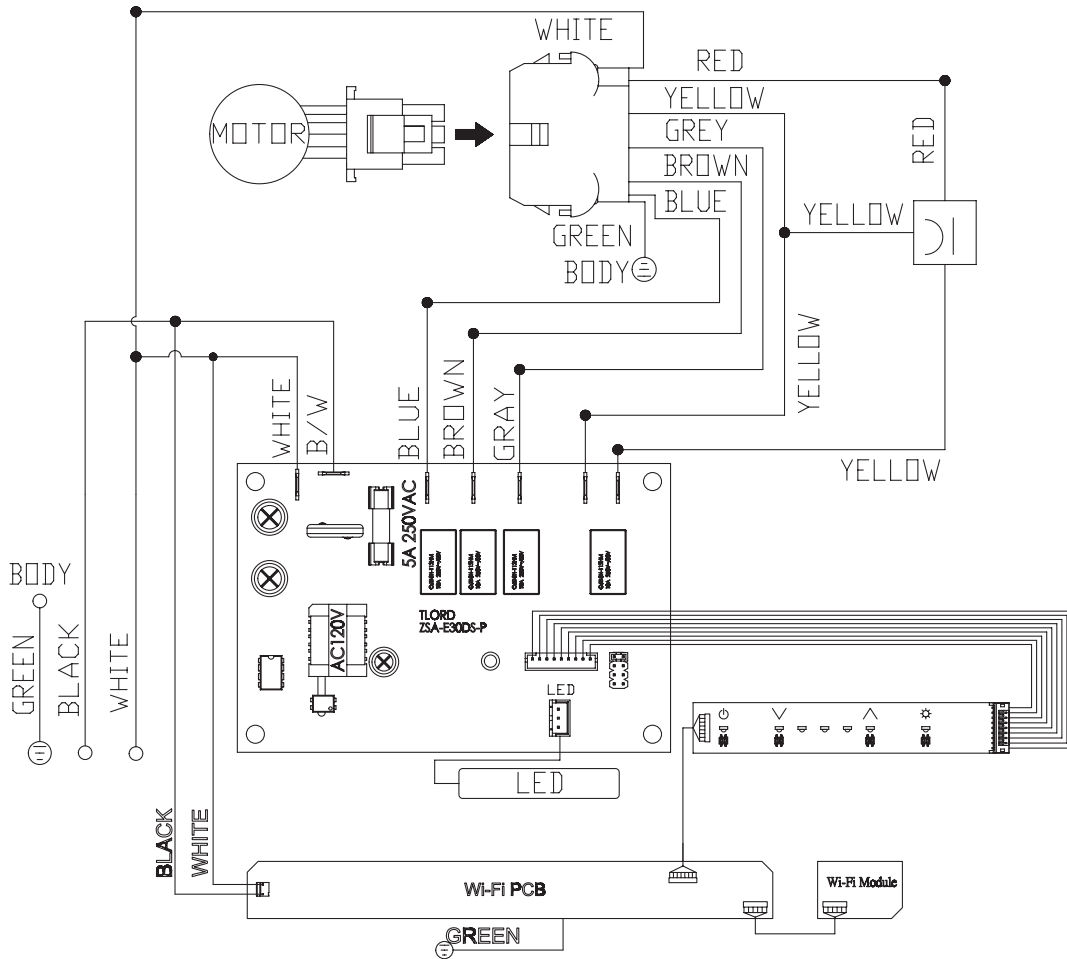 WHITE
RED
YELLOW
MOTOR
GREY
BROWN
RED
BLUE
YELLOW
GREEN
BODY
YELLOW
WHITE
B/W
BLUE
BROWN
GRAY
YELLOW
5A 250VAC
BODY
GREEN
BLACK
WHITE
AC120V
TLORD
ZSA-E30DS-P
LED
LED
BLACK
WHITE
Wi-Fi PCB
Wi-Fi Module
GREEN